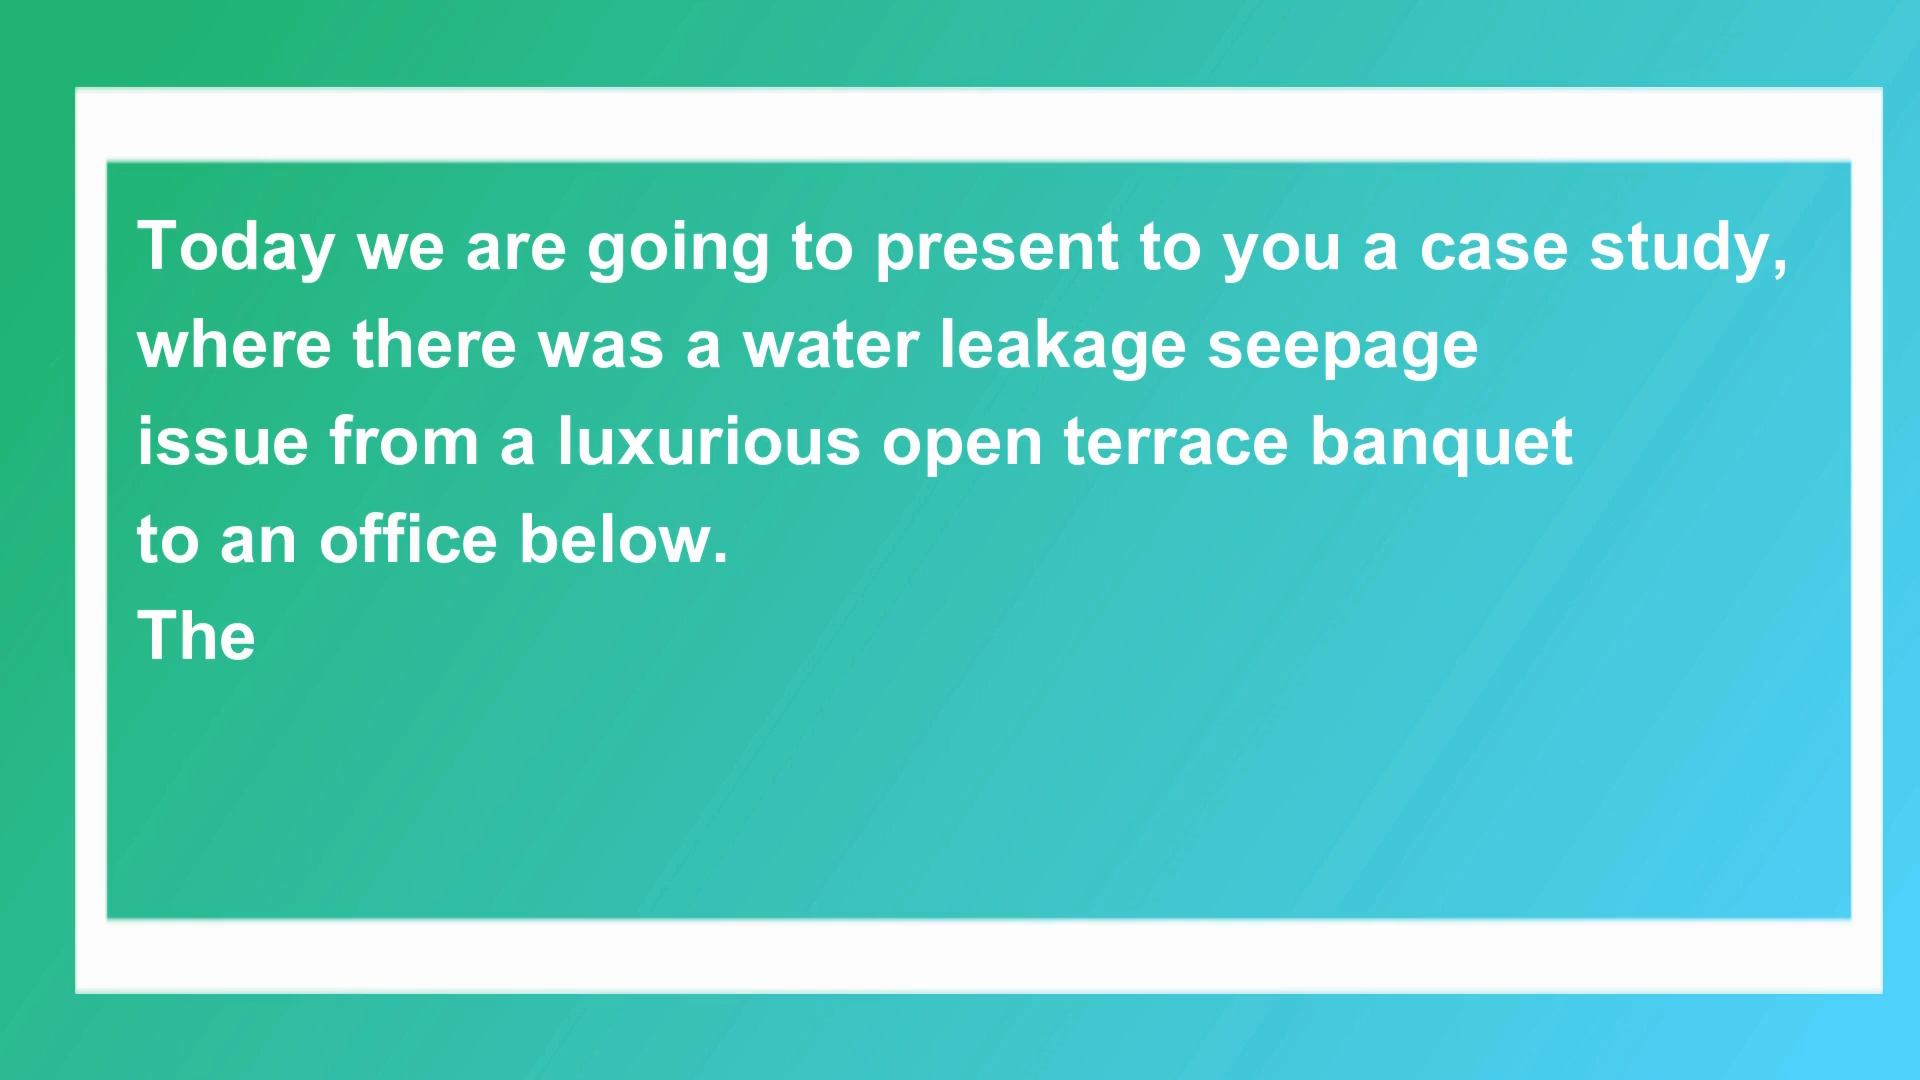 Today we are going to present to you a case study,
where there was a water leakage seepage
issue from a luxurious open terrace banquet
to an office below.
The